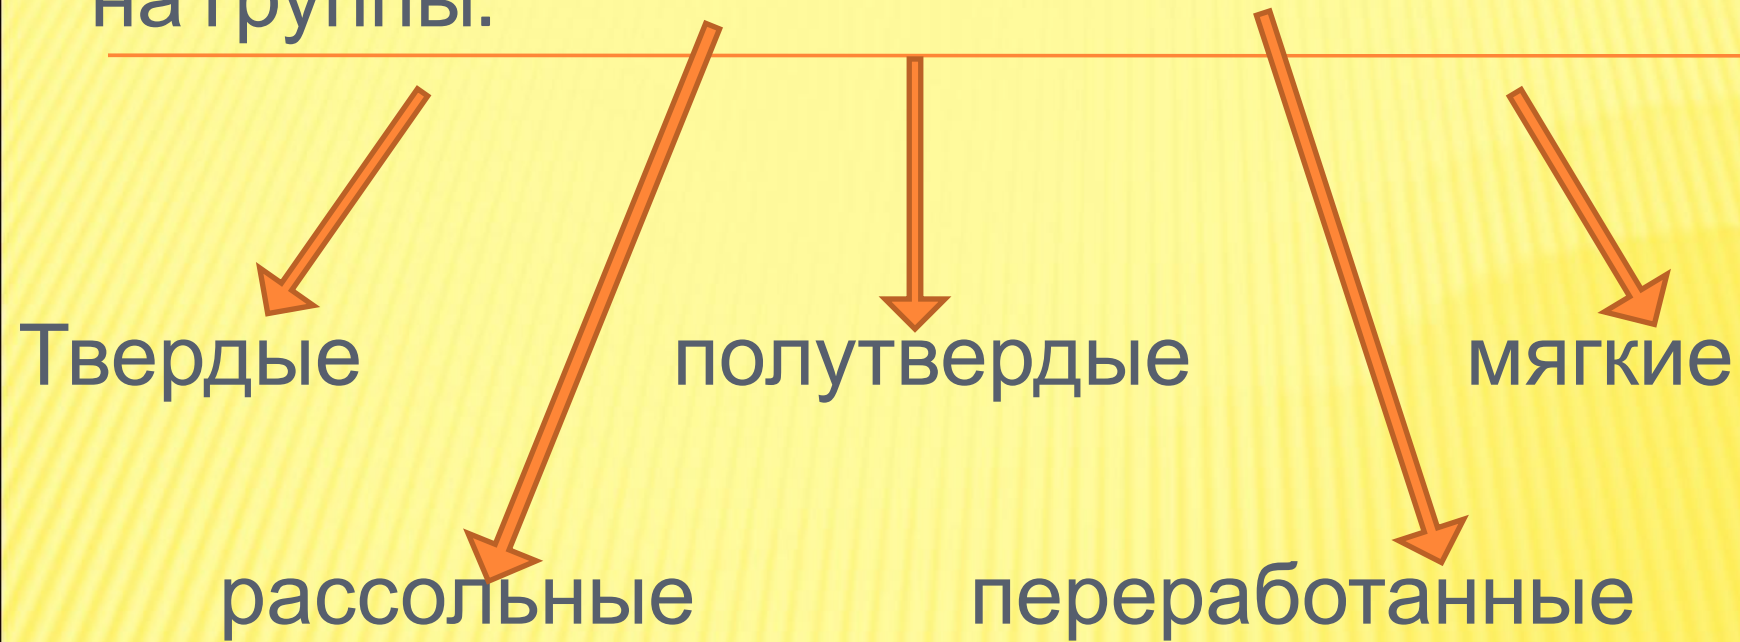 на группы:
Твердые полутвердые мягкие
рассольные переработанные